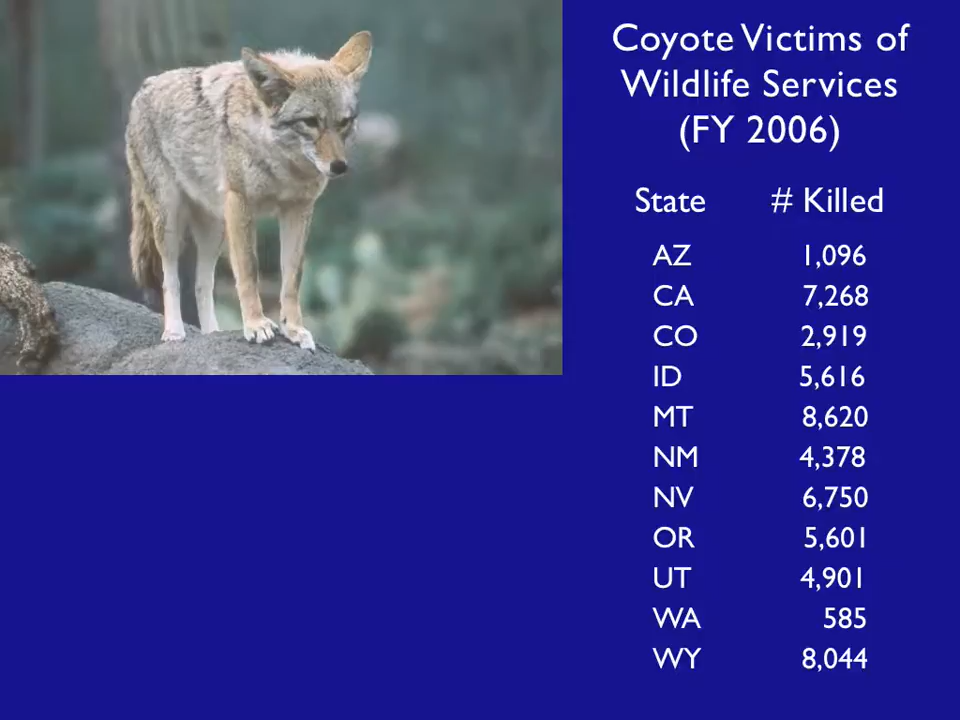 Coyote Victims of
Wildlife Services
(FY 2006)
State # Killed
AZ 1,096
CA 7,268
CO 2,919
ID 5,616
MT 8,620
NM 4,378
NV 6,750
OR 5,601
UT 4,901
WA 585
WY 8,044